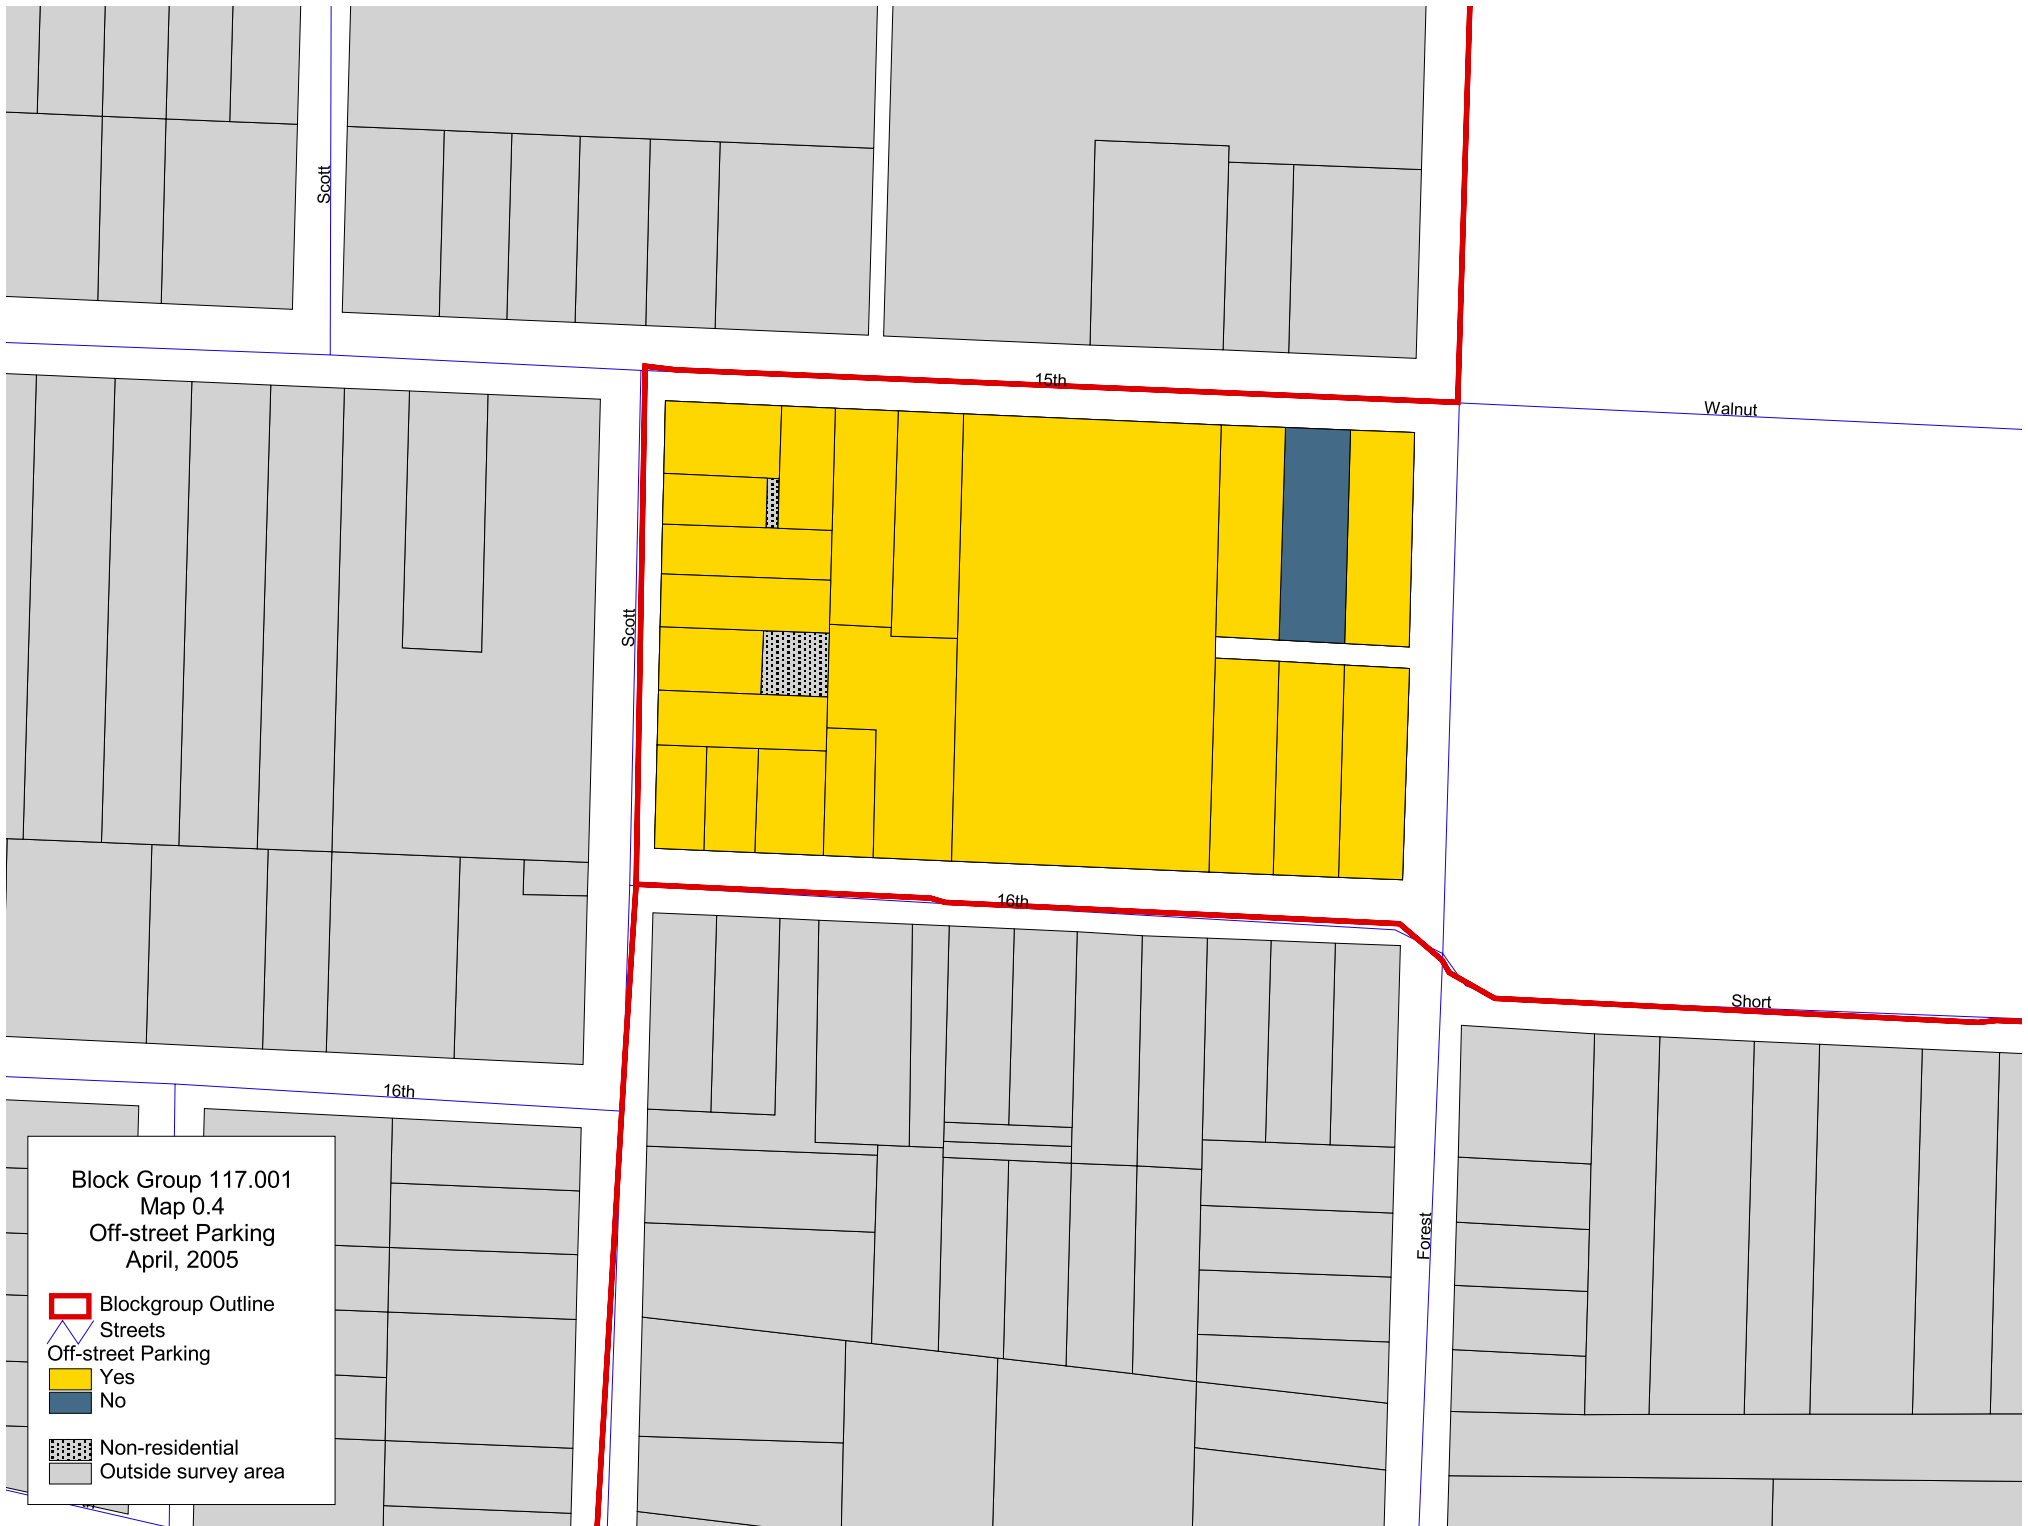 Scott
15th
Walnut
Scott
16th
Short
16th
Forest
Block Group 117.001
Map 0.4
Off-street Parking
April, 2005
Blockgroup Outline
Streets
Off-street Parking
Yes
No
Non-residential
Outside survey area